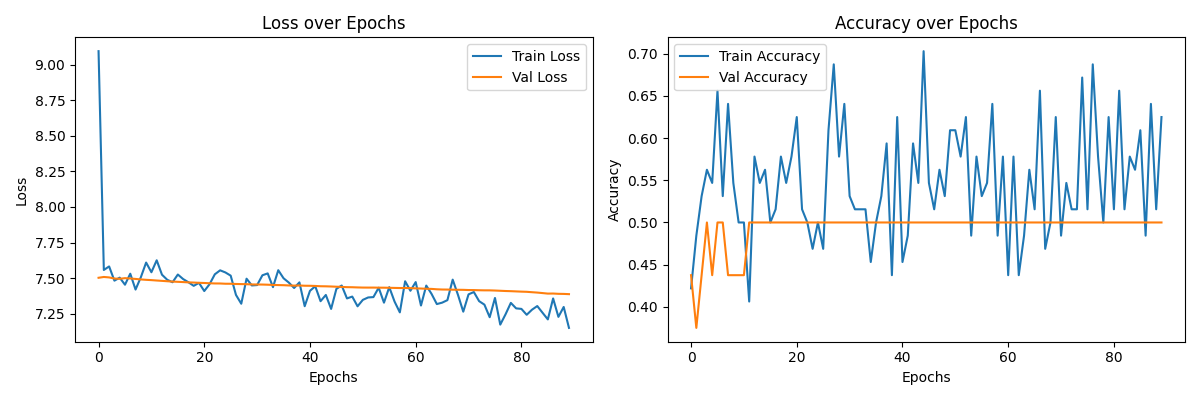 Loss over Epochs
Train Loss
Val Loss
9.00
8.75
8.50
8.25
8.00
7.75
7.50
7.25
Loss
0 20 40 60 80
Epochs
Accuracy over Epochs
Train Accuracy
Val Accuracy
0.70
0.65
0.60
0.55
0.50
0.45
0.40
Accuracy
0 20 40 60 80
Epochs